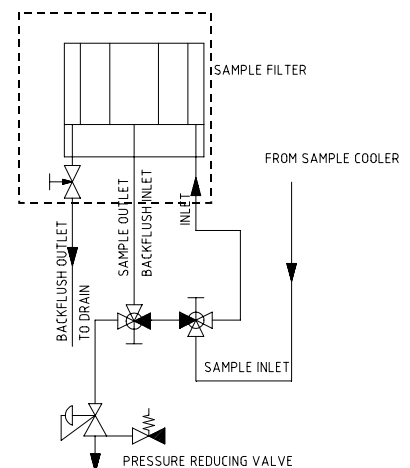 SAMPLE FILTER
FROM SAMPLE COOLER
BACKFLUSH OUTLET
TO DRAIN
SAMPLE OUTLET
BACKFLUSH INLET
INLET
SAMPLE INLET
PRESSURE REDUCING VALVE